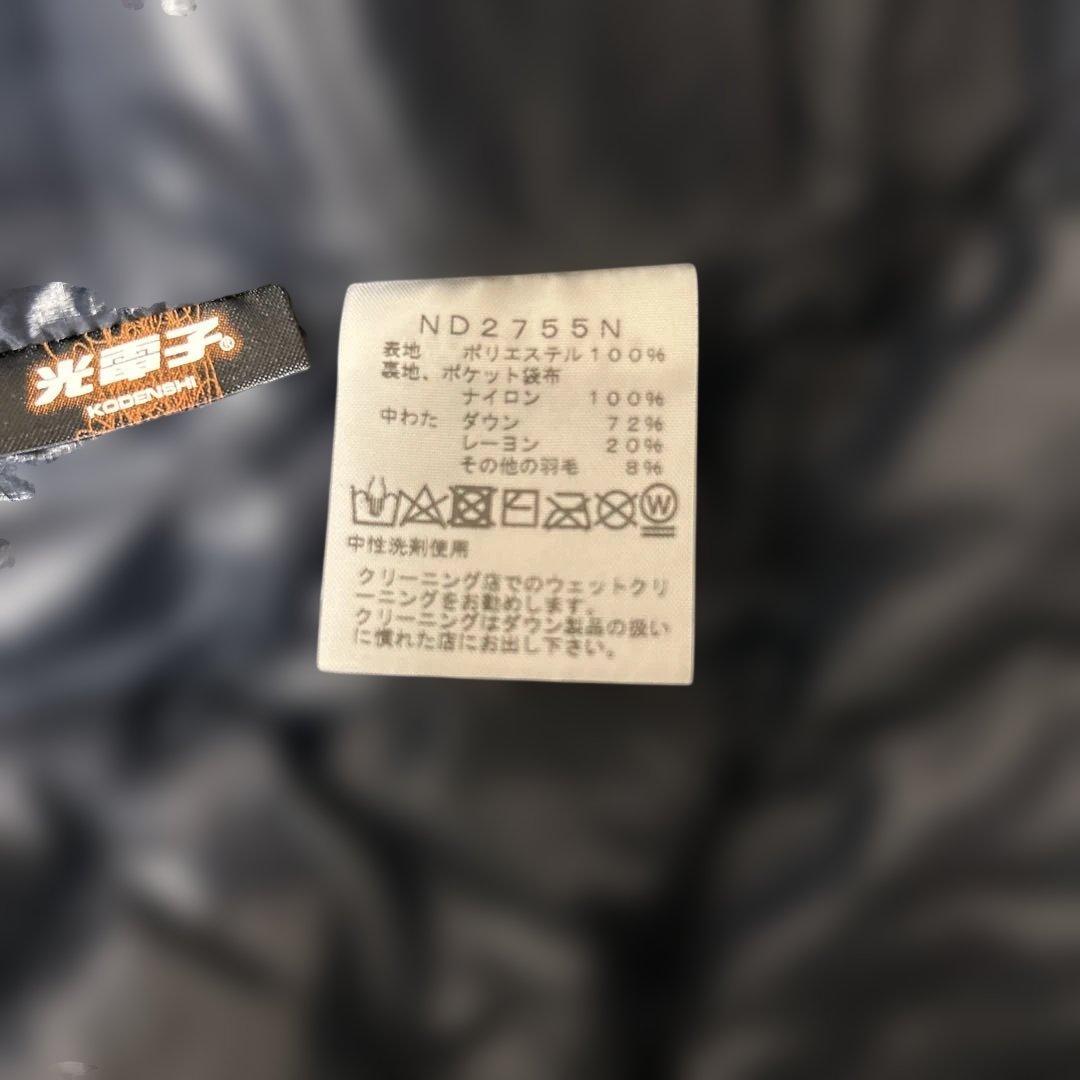 光電子®
KODENSHI
ND2755N
表地 ポリエステル100%
裏地、ポケット袋布
ナイロン 100%
中わた ダウン 72%
レーヨン 20%
その他の羽毛 8%
W
中性洗剤使用
クリーニング店でのウェットクリ
ーニングをお勧めします。
クリーニングはダウン製品の扱い
に慣れた店にお出し下さい。